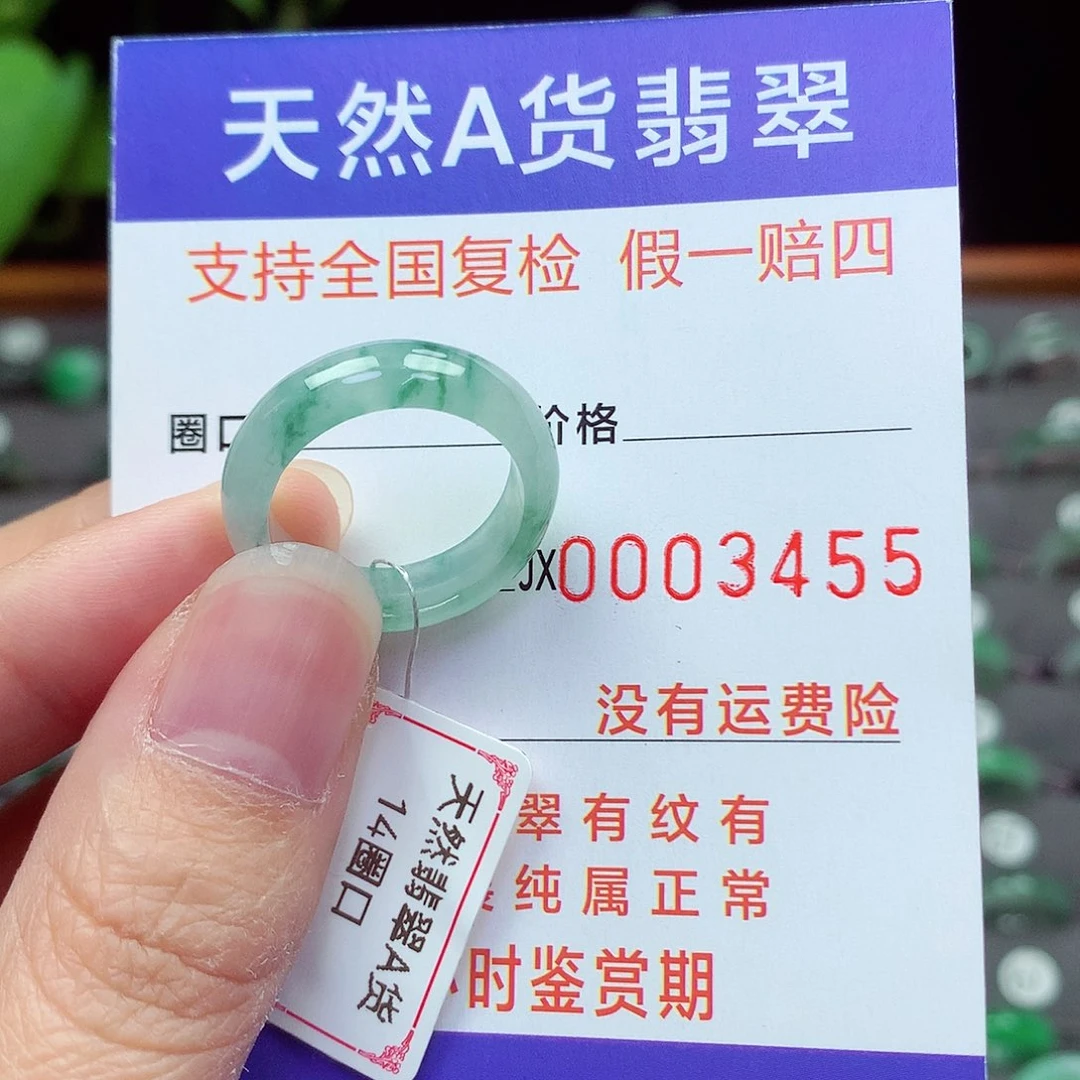 天然A货翡翠
支持全国复检 假一赔四
圈口 价格
JX0003455
没有运费险
翠有纹有
纯属正常
时鉴赏期
天然翡翠A货
14圈口